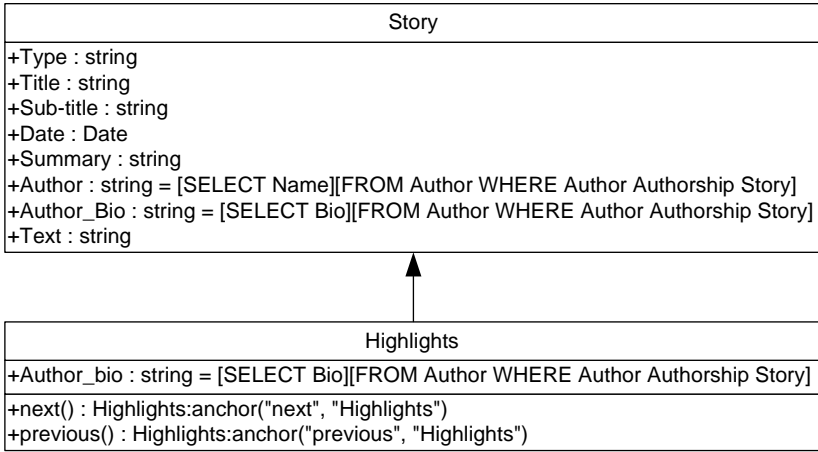 Story
+Type : string
+Title : string
+Sub-title : string
+Date : Date
+Summary : string
+Author : string = [SELECT Name][FROM Author WHERE Author Authorship Story]
+Author_Bio : string = [SELECT Bio][FROM Author WHERE Author Authorship Story]
+Text : string
Highlights
+Author_bio : string = [SELECT Bio][FROM Author WHERE Author Authorship Story]
+next() : Highlights:anchor("next", "Highlights")
+previous() : Highlights:anchor("previous", "Highlights")